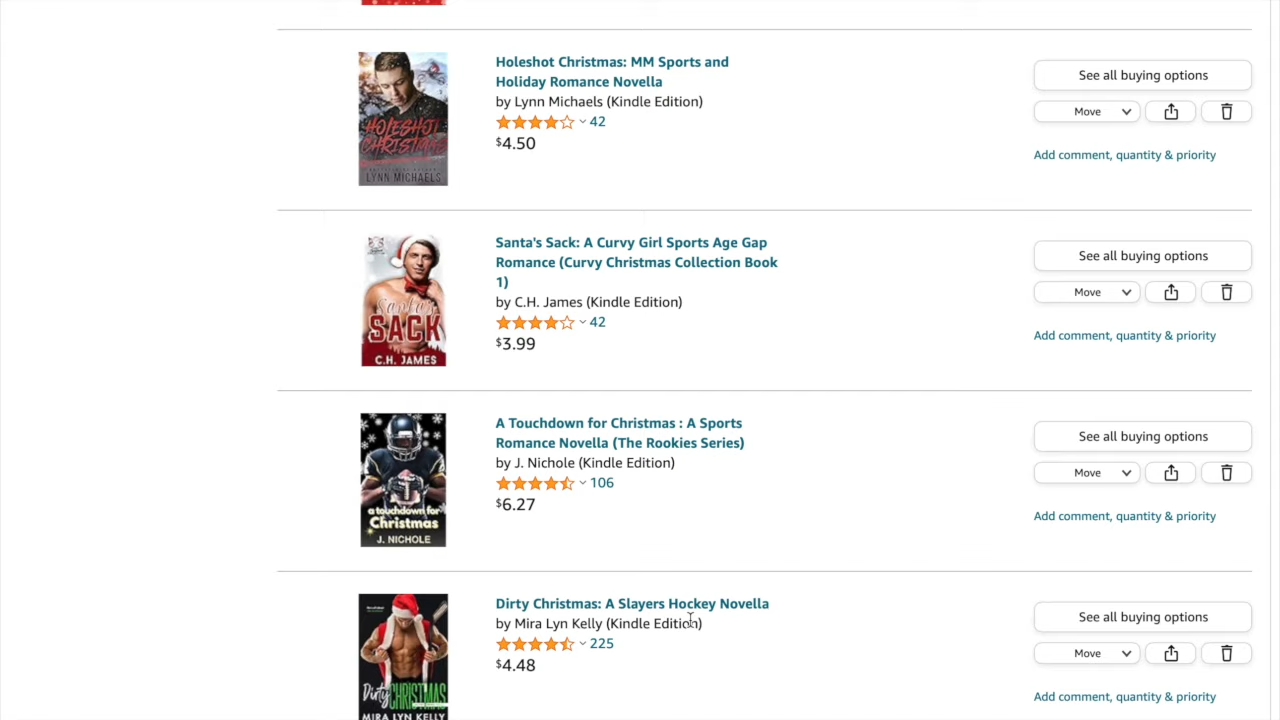 Holeshot Christmas: MM Sports and
Holiday Romance Novella
by Lynn Michaels (Kindle Edition)
42
$4.50
See all buying options
Move
Add comment, quantity & priority
HOLESHOT
CHRISTMAS
LYNN MICHAELS
Santa's Sack: A Curvy Girl Sports Age Gap
Romance (Curvy Christmas Collection Book
1)
by C.H. James (Kindle Edition)
42
$3.99
See all buying options
Move
Add comment, quantity & priority
Santa's
SACK
C.H. JAMES
A Touchdown for Christmas : A Sports
Romance Novella (The Rookies Series)
by J. Nichole (Kindle Edition)
106
$6.27
See all buying options
Move
Add comment, quantity & priority
a touchdown for
Christmas
J. NICHOLE
Dirty Christmas: A Slayers Hockey Novella
by Mira Lyn Kelly (Kindle Edition)
225
$4.48
See all buying options
Move
Add comment, quantity & priority
Dirty CHRISTMAS
MIRA LYN KELLY